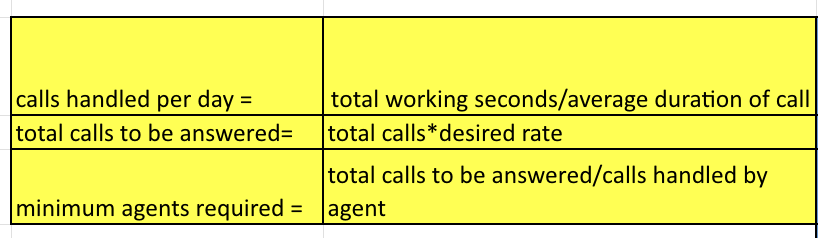 calls handled per day =
total working seconds/average duration of call
total calls to be answered=
total calls*desired rate
minimum agents required =
total calls to be answered/calls handled by
agent